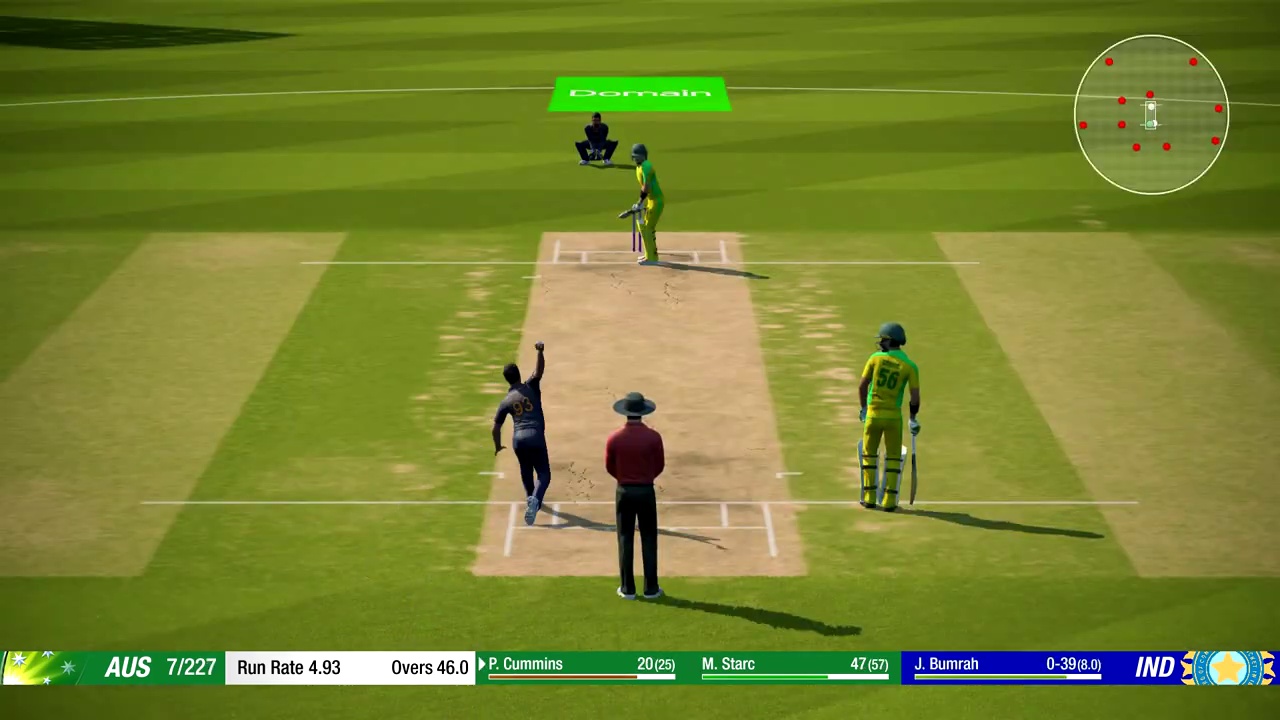 Domain
93
56
AUS 7/227 Run Rate 4.93 Overs 46.0 P. Cummins 20 (25) M. Starc 47 (57) J. Bumrah 0-39 (8.0) IND